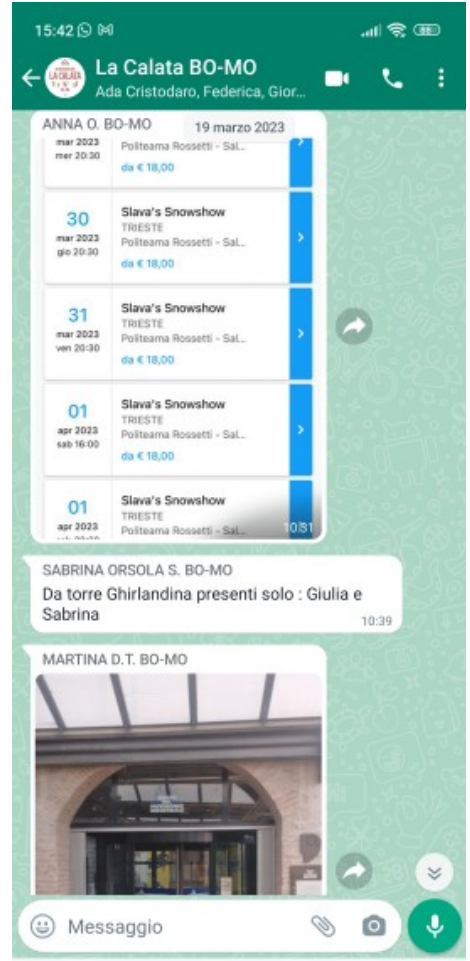 15:42
La Calata BO-MO
Ada Cristodaro, Federica, Gior...
ANNA O. BO-MO
19 marzo 2023
mar 2023
mer 20:30
Politeama Rossetti - Sal...
da € 18,00
30
mar 2023
gio 20:30
Slava's Snowshow
TRIESTE
Politeama Rossetti - Sal...
da € 18,00
31
mar 2023
ven 20:30
Slava's Snowshow
TRIESTE
Politeama Rossetti - Sal...
da € 18,00
01
apr 2023
sab 16:00
Slava's Snowshow
TRIESTE
Politeama Rossetti - Sal...
da € 18,00
01
apr 2023
Slava's Snowshow
TRIESTE
Politeama Rossetti - Sal...
10:31
SABRINA ORSOLA S. BO-MO
Da torre Ghirlandina presenti solo : Giulia e
Sabrina
10:39
MARTINA D.T. BO-MO
Messaggio